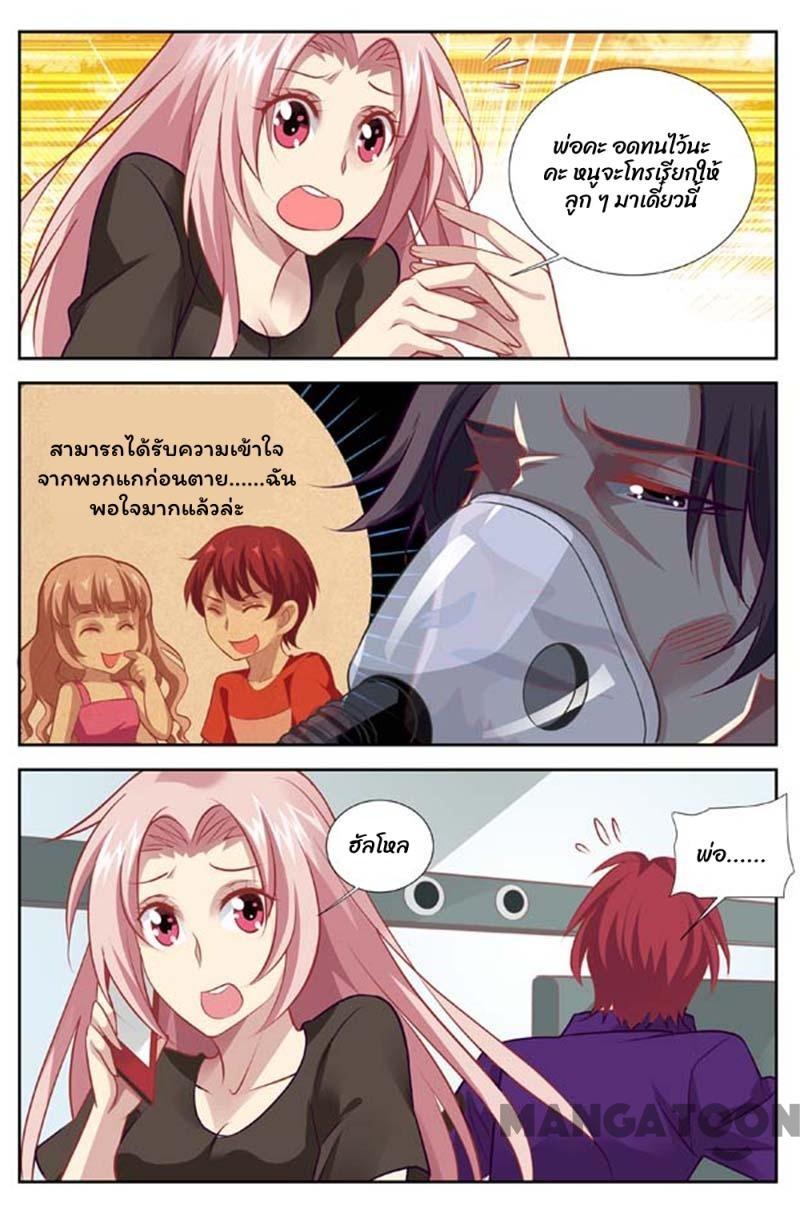 พ่อคะ อดทนไว้นะ
คะ หนูจะโทรเรียกให้
ลูก ๆ มาเดี๋ยวนี้
สามารถได้รับความเข้าใจ
จากพวกแกก่อนตาย......ฉัน
พอใจมากแล้วล่ะ
ฮัลโหล
พ่อ......
MANGATOON